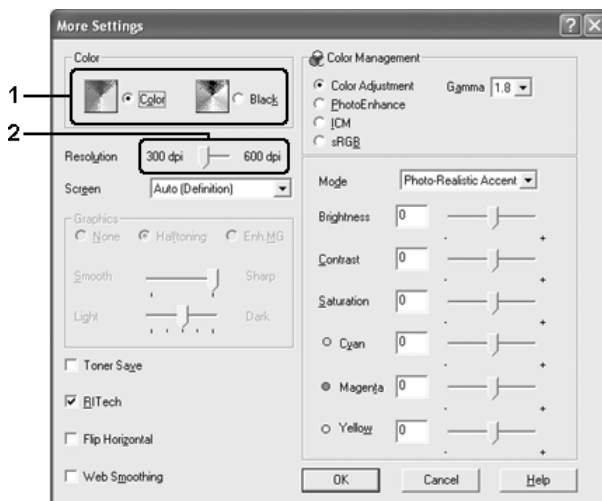 More Settings
Color
1
Color
Black
2
Resolution
300 dpi
600 dpi
Screen
Auto (Definition)
Graphics
None
Halftoning
Enh.MG
Smooth
Sharp
Light
Dark
Toner Save
RITech
Flip Horizontal
Web Smoothing
Color Management
Color Adjustment
Gamma
1.8
PhotoEnhance
ICM
sRGB
Mode
Photo-Realistic Accent
Brightness
0
- +
Contrast
0
- +
Saturation
0
- +
Cyan
0
- +
Magenta
0
- +
Yellow
0
- +
OK
Cancel
Help